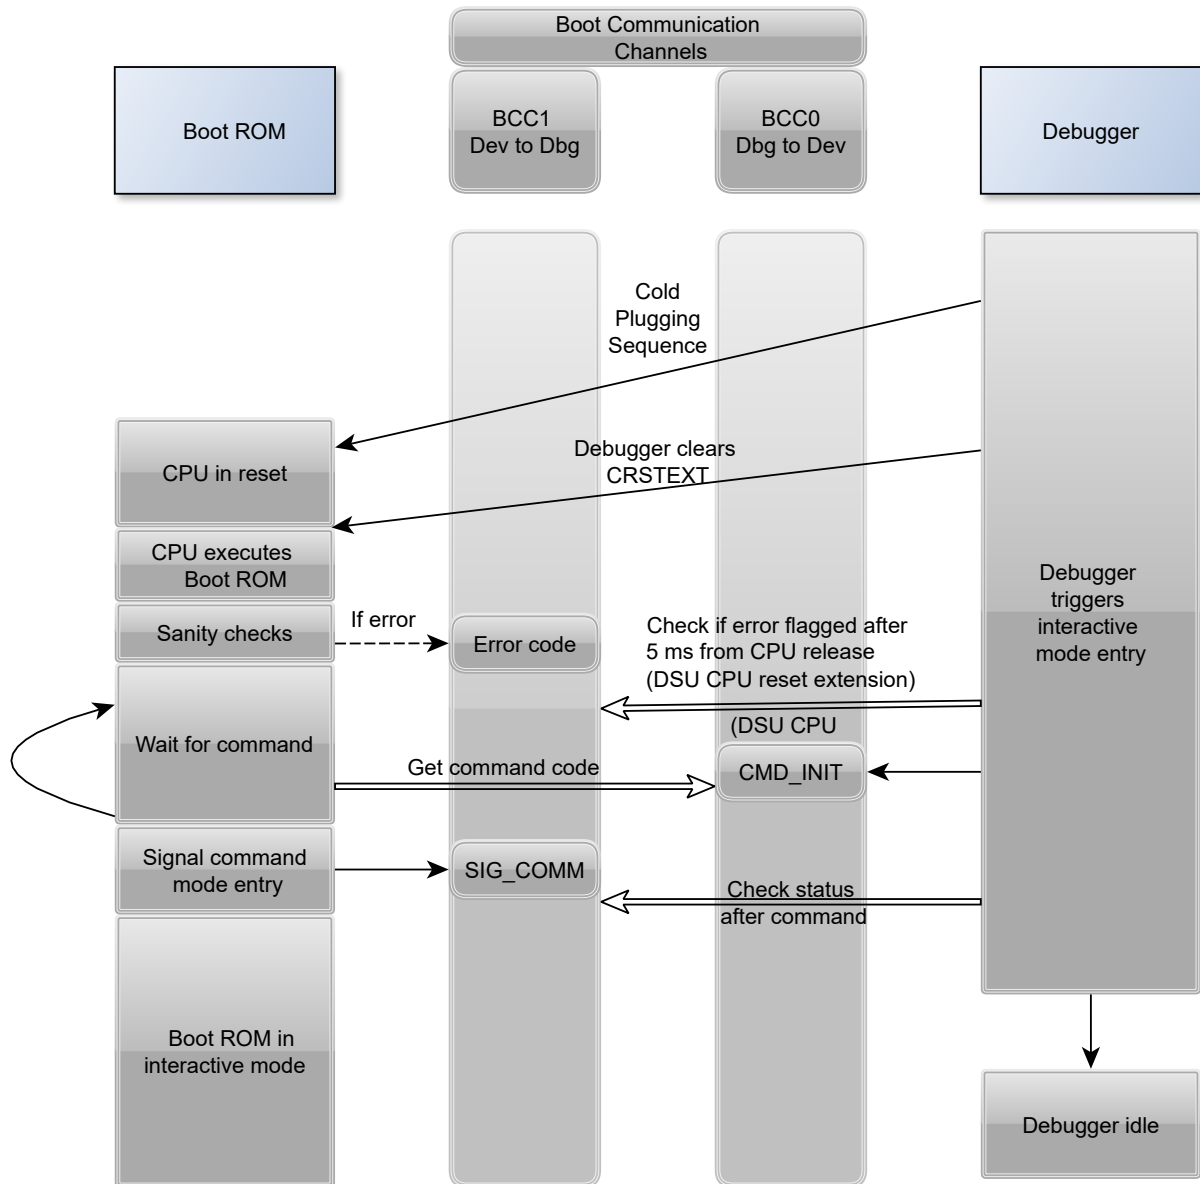 Boot Communication
Channels
Boot ROM
BCC1
Dev to Dbg
BCC0
Dbg to Dev
Debugger
Cold
Plugging
Sequence
Debugger clears
CRSTEXT
CPU in reset
CPU executes
Boot ROM
Sanity checks
If error
Error code
Check if error flagged after
5 ms from CPU release
(DSU CPU reset extension)
Debugger
triggers
interactive
mode entry
(DSU CPU
Wait for command
Get command code
CMD_INIT
Signal command
mode entry
SIG_COMM
Check status
after command
Boot ROM in
interactive mode
Debugger idle